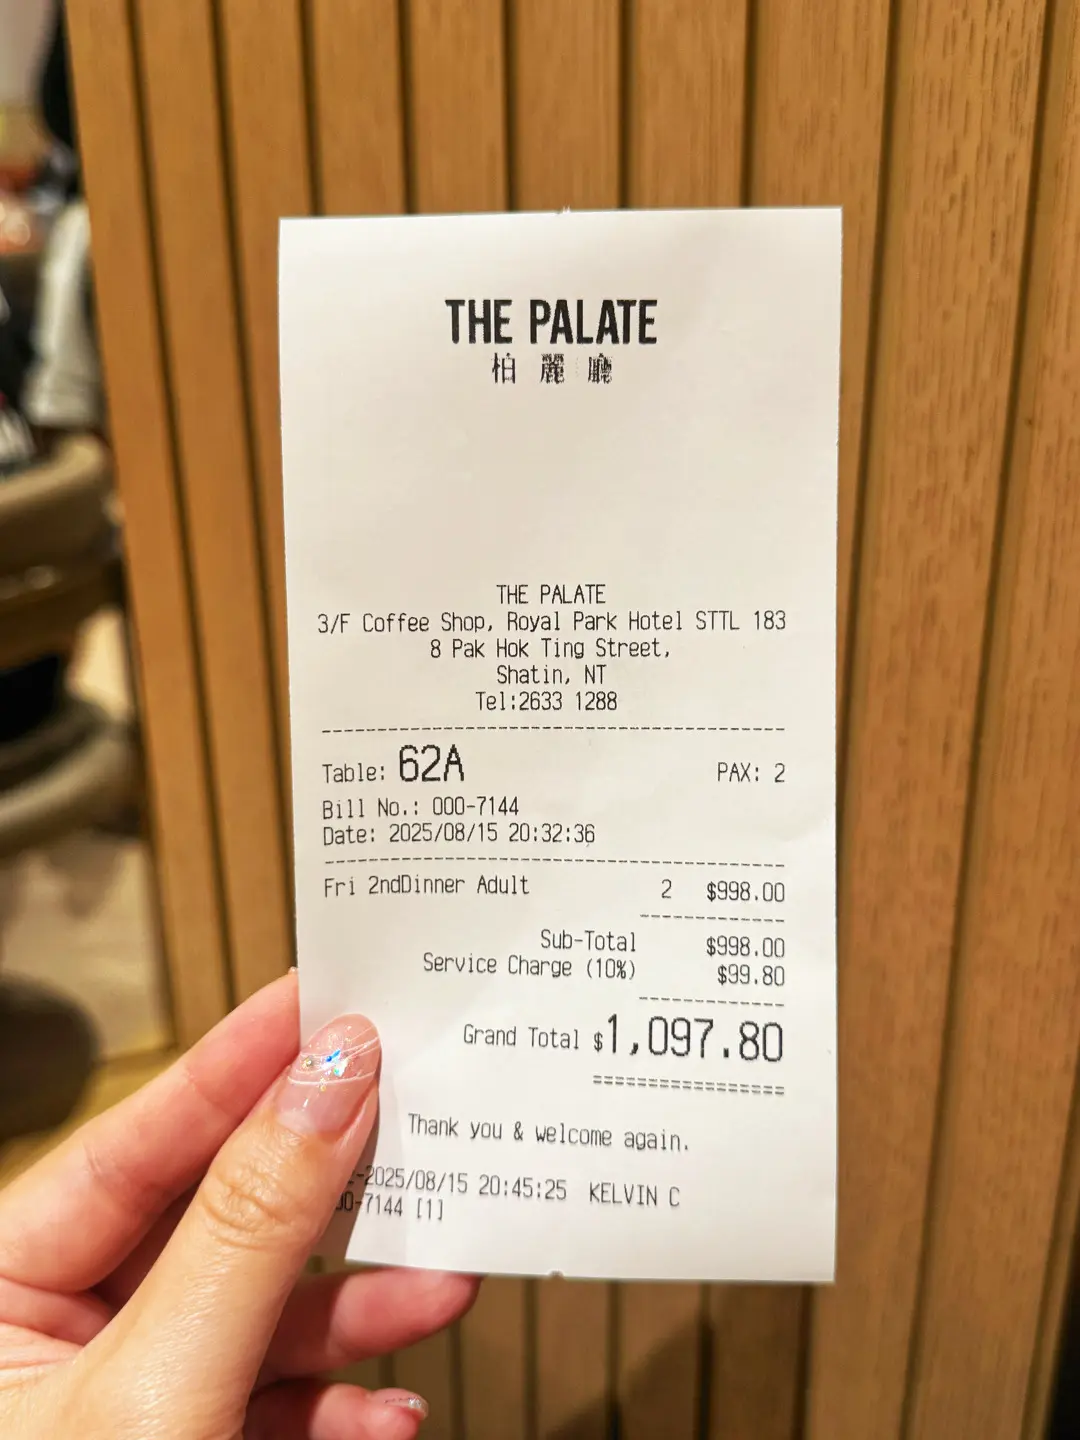 THE PALATE
柏麗廳
THE PALATE
3/F Coffee Shop, Royal Park Hotel STTL 183
8 Pak Hok Ting Street,
Shatin, NT
Tel:2633 1288
Table: 62A PAX: 2
Bill No.: 000-7144
Date: 2025/08/15 20:32:36
Fri 2ndDinner Adult 2 $998.00
Sub-Total $998.00
Service Charge (10%) $99.80
Grand Total $1,097.80
Thank you & welcome again.
-2025/08/15 20:45:25 KELVIN C
0-7144 [1]